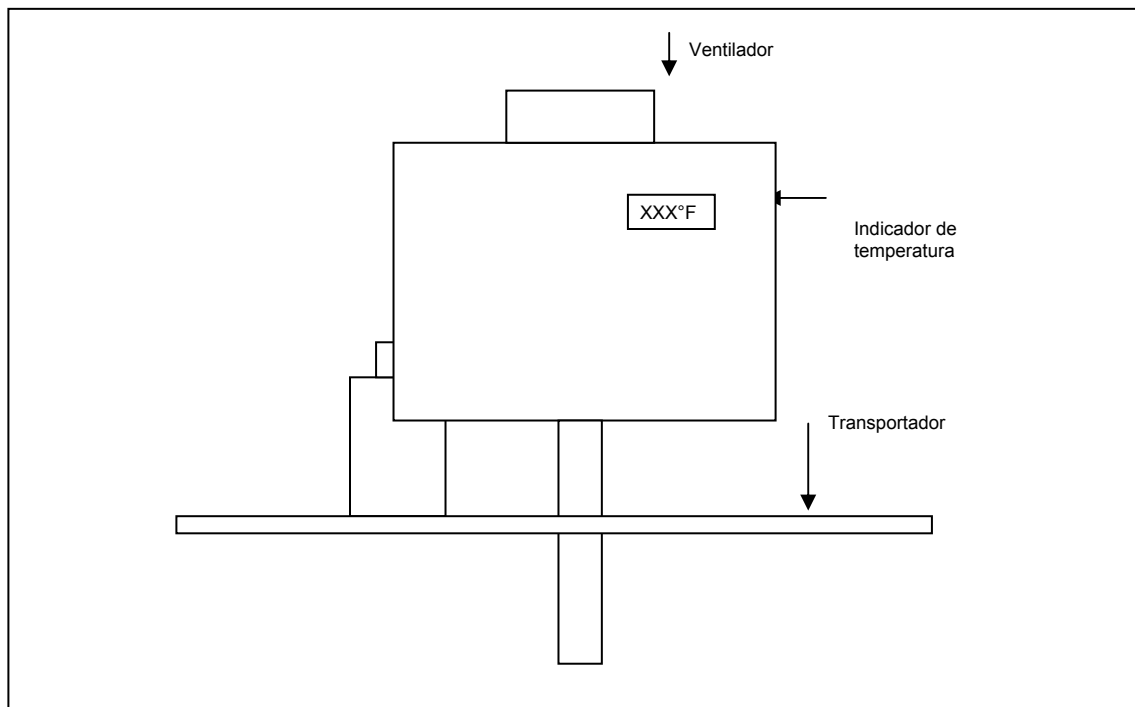 Ventilador
XXX°F
Indicador de
temperatura
Transportador